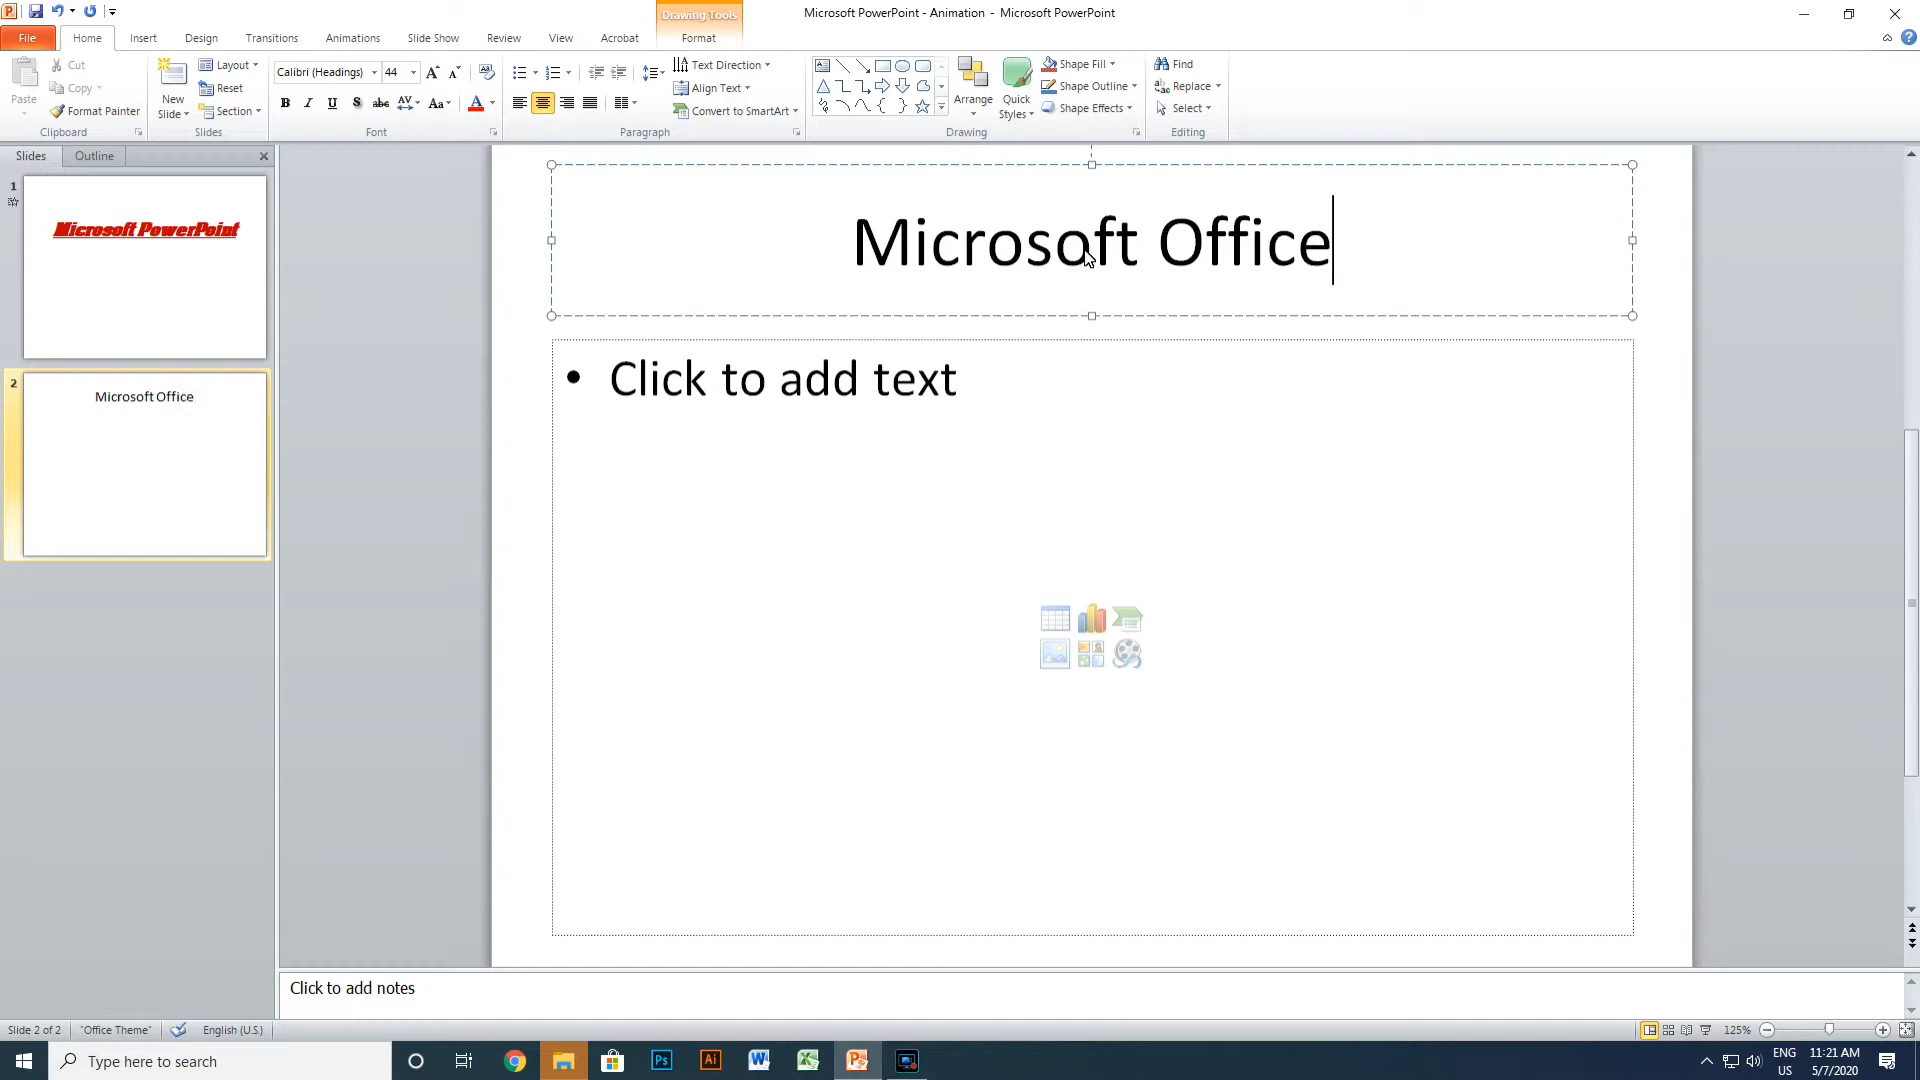 Drawing Tools
Microsoft PowerPoint - Animation - Microsoft PowerPoint
File Home Insert Design Transitions Animations Slide Show Review View Acrobat Format
Paste
Cut
Copy
Format Painter
Clipboard
New Slide
Layout
Reset
Section
Slides
Calibri (Headings) 44
B I U S abc AV Aa A
Font
Text Direction
Align Text
Convert to SmartArt
Paragraph
Arrange
Quick Styles
Shape Fill
Shape Outline
Shape Effects
Drawing
Find
Replace
Select
Editing
Slides Outline
1
Microsoft PowerPoint
2
Microsoft Office
Microsoft Office
• Click to add text
Click to add notes
Slide 2 of 2 "Office Theme" English (U.S.) 125%
Type here to search
Ps Ai
ENG
US
11:21 AM
5/7/2020